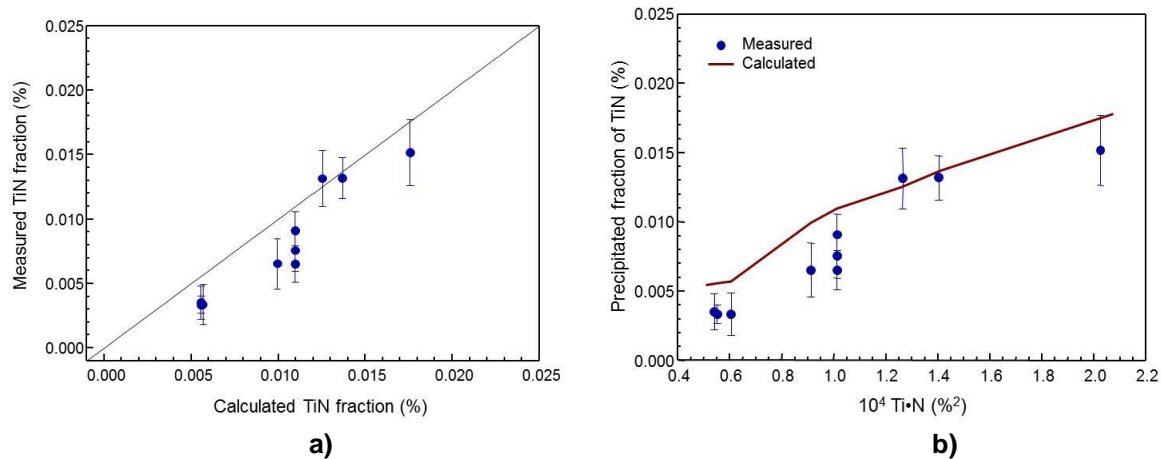 Measured TiN fraction (%)
0.025
0.020
0.015
0.010
0.005
0.000
0.000 0.005 0.010 0.015 0.020 0.025
Calculated TiN fraction (%)
a)
Precipitated fraction of TiN (%)
0.025
0.020
0.015
0.010
0.005
0.000
Measured
Calculated
0.4 0.6 0.8 1.0 1.2 1.4 1.6 1.8 2.0 2.2
10⁴ Ti•N (%²)
b)